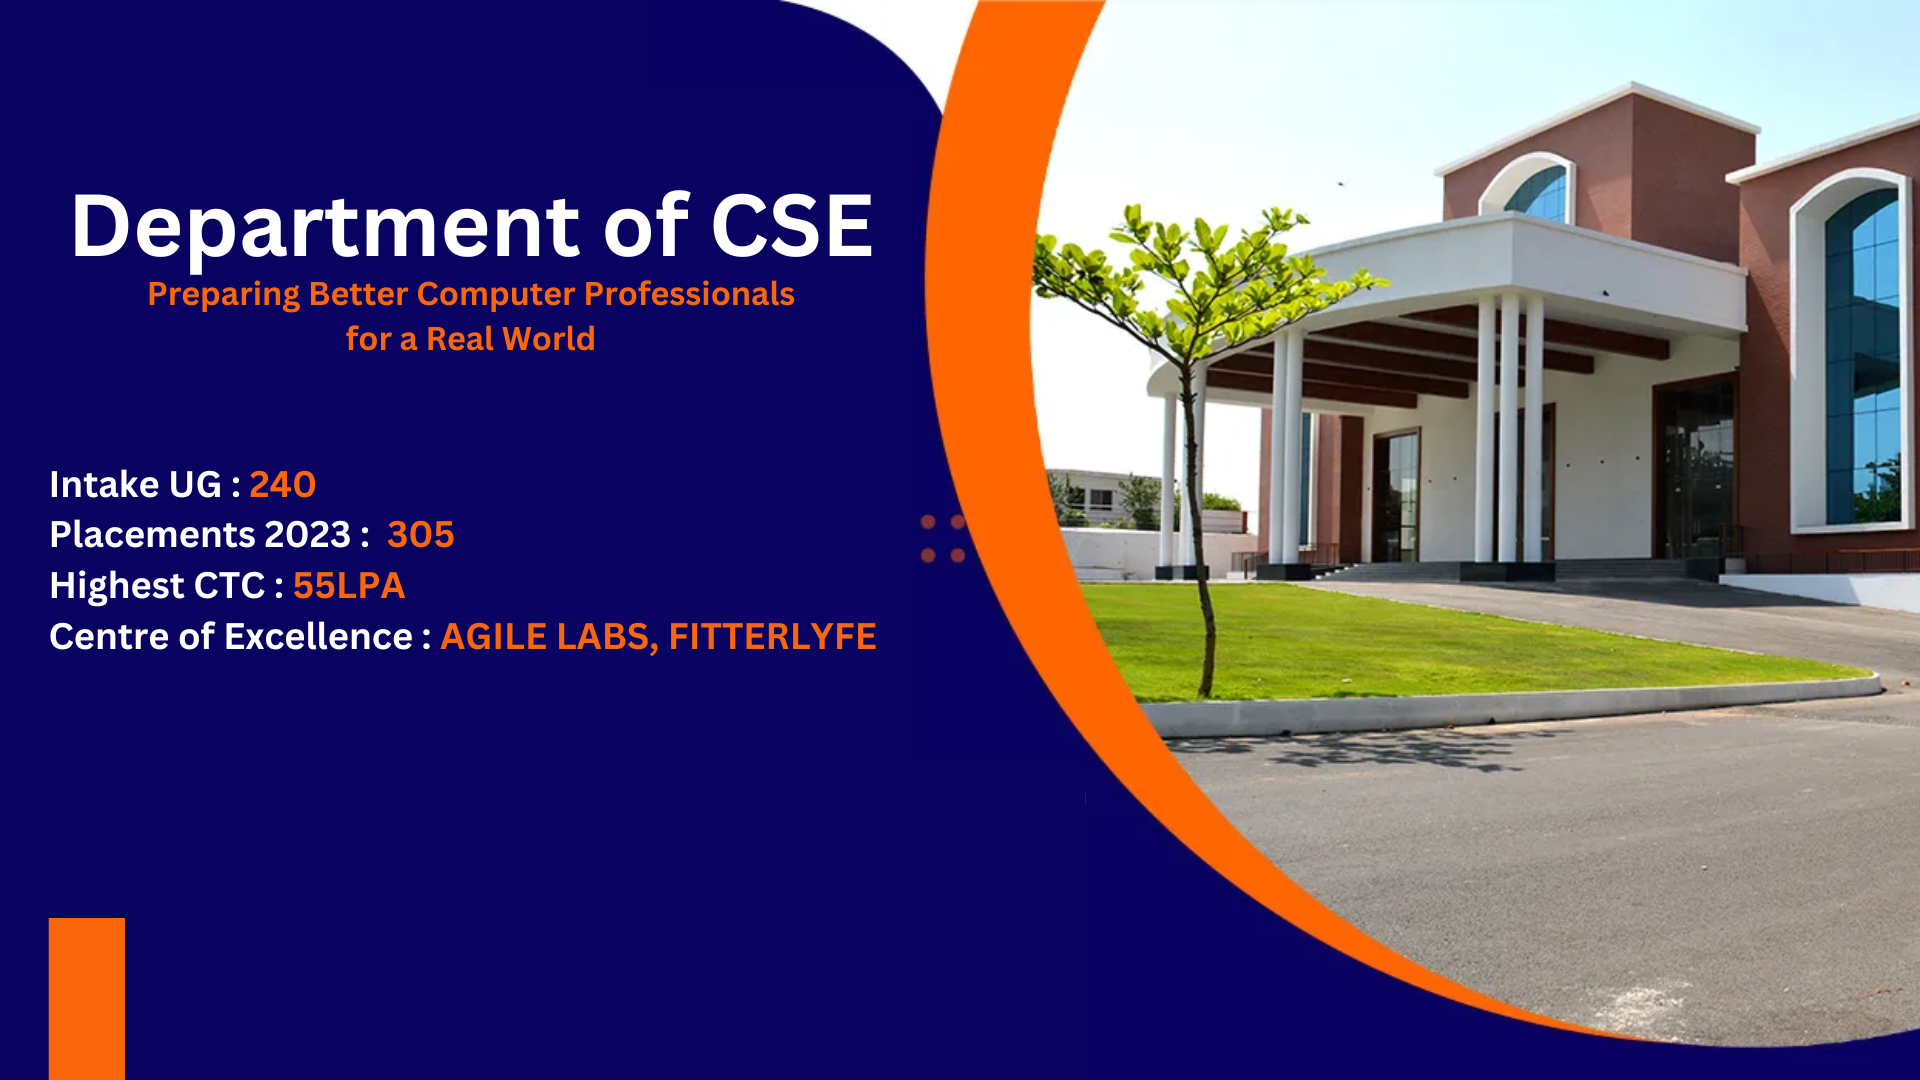 Department of CSE
Preparing Better Computer Professionals
for a Real World
Intake UG : 240
Placements 2023 : 305
Highest CTC : 55LPA
Centre of Excellence : AGILE LABS, FITTERLYFE